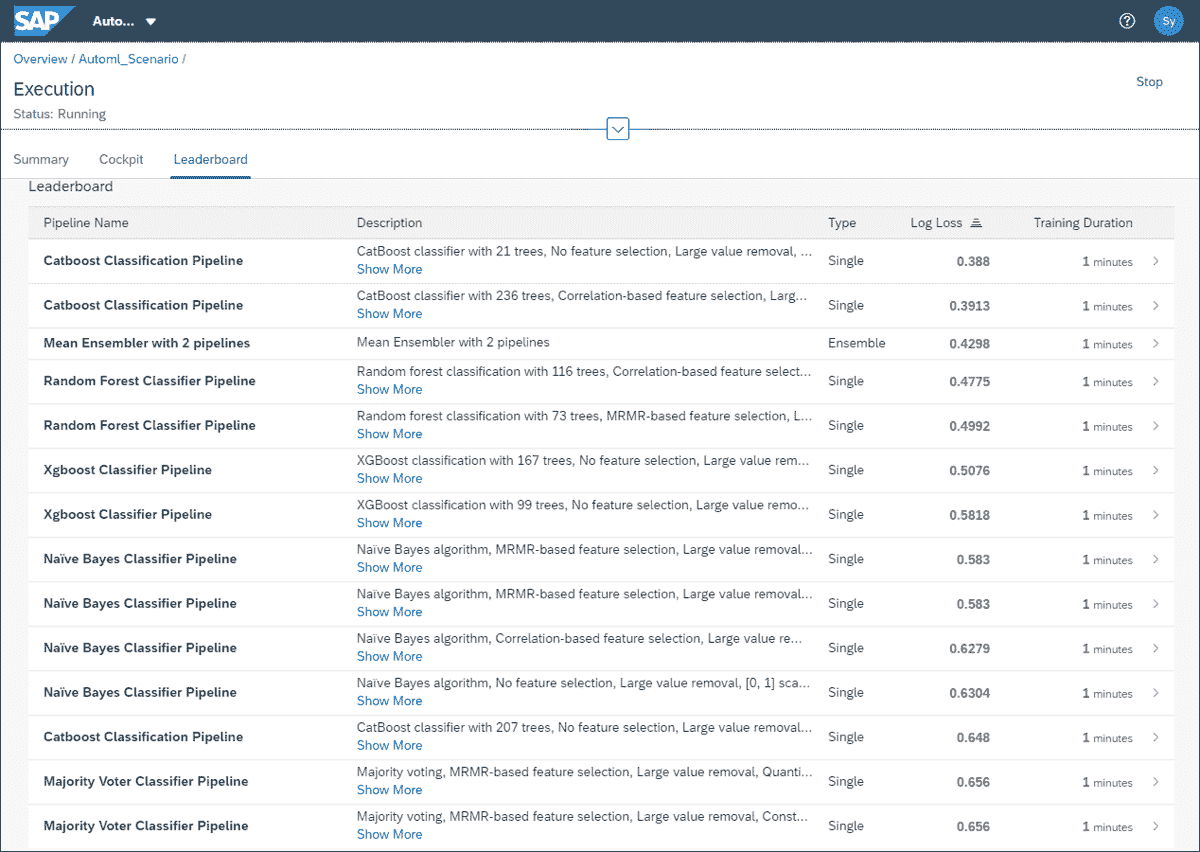 SAP Auto... Sy
Overview / Automl_Scenario /
Execution
Stop
Status: Running
Summary Cockpit Leaderboard
Leaderboard
Pipeline Name Description Type Log Loss Training Duration
Catboost Classification Pipeline CatBoost classifier with 21 trees, No feature selection, Large value removal, ... Single 0.388 1 minutes
Show More
Catboost Classification Pipeline CatBoost classifier with 236 trees, Correlation-based feature selection, Larg... Single 0.3913 1 minutes
Show More
Mean Ensembler with 2 pipelines Mean Ensembler with 2 pipelines Ensemble 0.4298 1 minutes
Random Forest Classifier Pipeline Random forest classification with 116 trees, Correlation-based feature select... Single 0.4775 1 minutes
Show More
Random Forest Classifier Pipeline Random forest classification with 73 trees, MRMR-based feature selection, L... Single 0.4992 1 minutes
Show More
Xgboost Classifier Pipeline XGBoost classification with 167 trees, No feature selection, Large value rem... Single 0.5076 1 minutes
Show More
Xgboost Classifier Pipeline XGBoost classification with 99 trees, No feature selection, Large value remo... Single 0.5818 1 minutes
Show More
Naïve Bayes Classifier Pipeline Naïve Bayes algorithm, MRMR-based feature selection, Large value removal... Single 0.583 1 minutes
Show More
Naïve Bayes Classifier Pipeline Naïve Bayes algorithm, MRMR-based feature selection, Large value removal... Single 0.583 1 minutes
Show More
Naïve Bayes Classifier Pipeline Naïve Bayes algorithm, Correlation-based feature selection, Large value re... Single 0.6279 1 minutes
Show More
Naïve Bayes Classifier Pipeline Naïve Bayes algorithm, No feature selection, Large value removal, [0, 1] sca... Single 0.6304 1 minutes
Show More
Catboost Classification Pipeline CatBoost classifier with 207 trees, No feature selection, Large value removal... Single 0.648 1 minutes
Show More
Majority Voter Classifier Pipeline Majority voting, MRMR-based feature selection, Large value removal, Quanti... Single 0.656 1 minutes
Show More
Majority Voter Classifier Pipeline Majority voting, MRMR-based feature selection, Large value removal, Const... Single 0.656 1 minutes
Show More